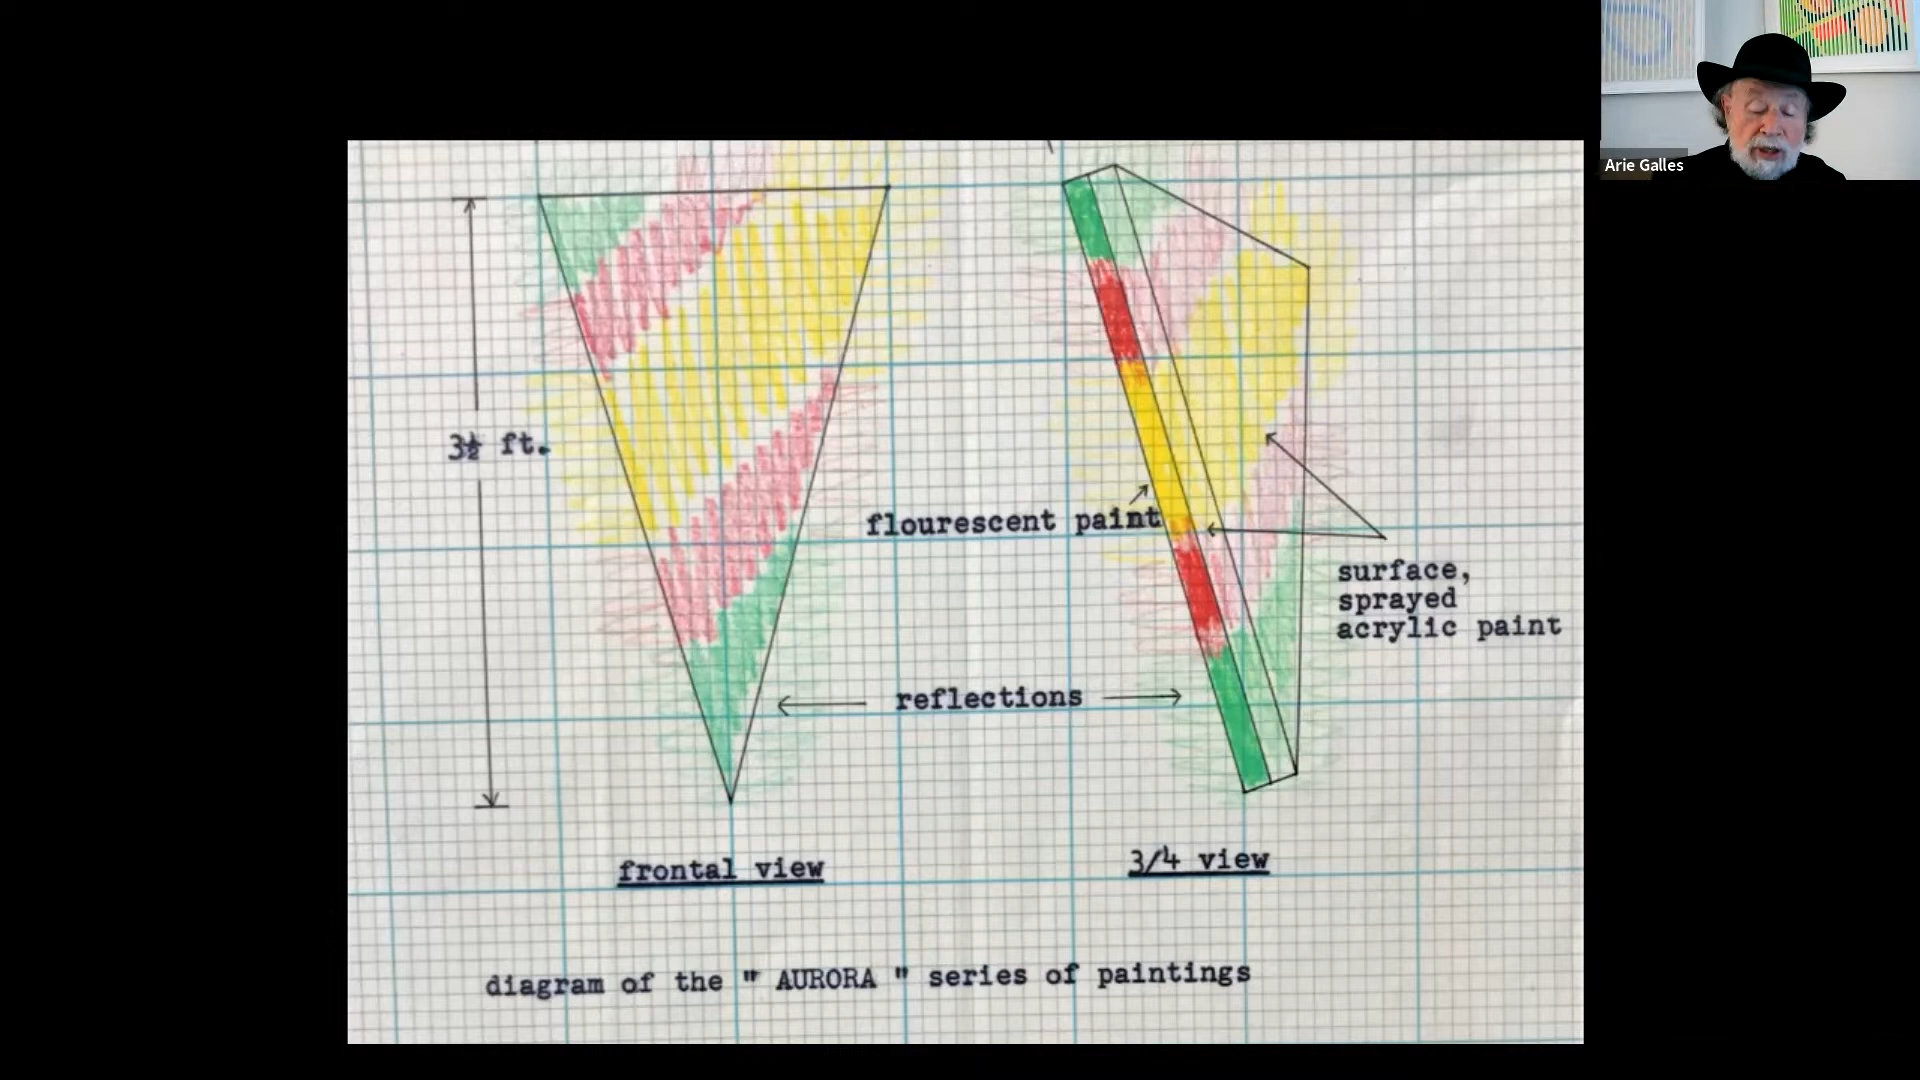 Arie Galles
3½ ft.
flourescent paint
surface,
sprayed
acrylic paint
reflections
frontal view
3/4 view
diagram of the " AURORA " series of paintings